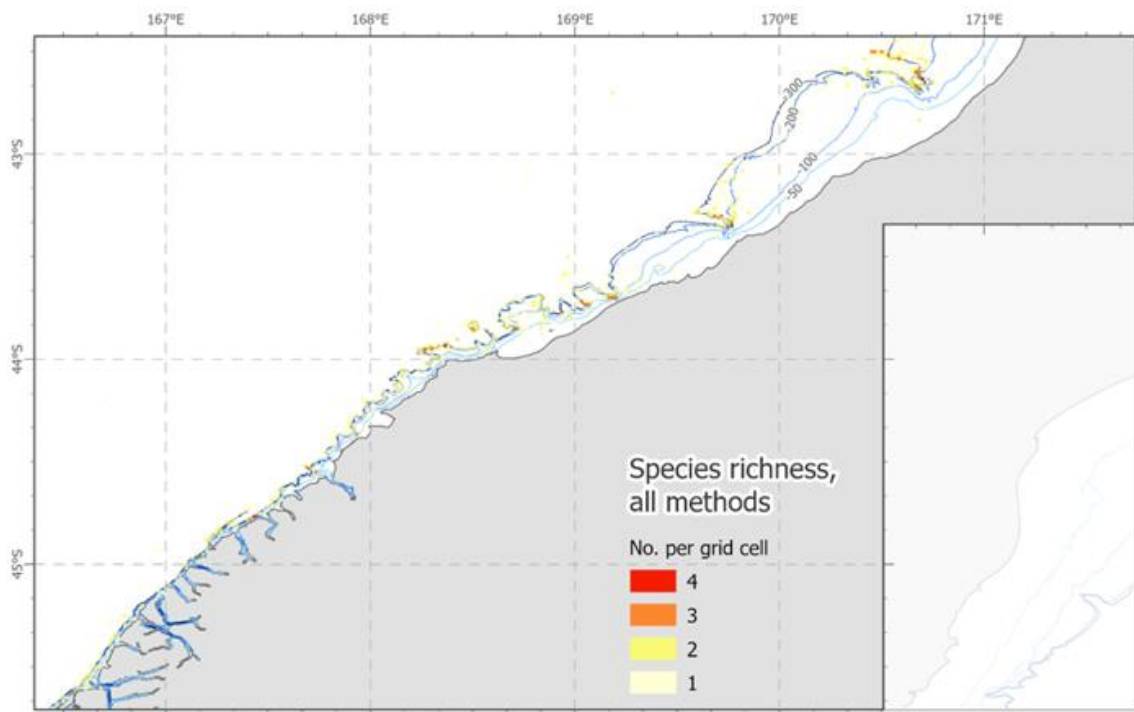 167°E 168°E 169°E 170°E 171°E
43°S
44°S
45°S
-300
-200
-100
-50
Species richness,
all methods
No. per grid cell
4
3
2
1